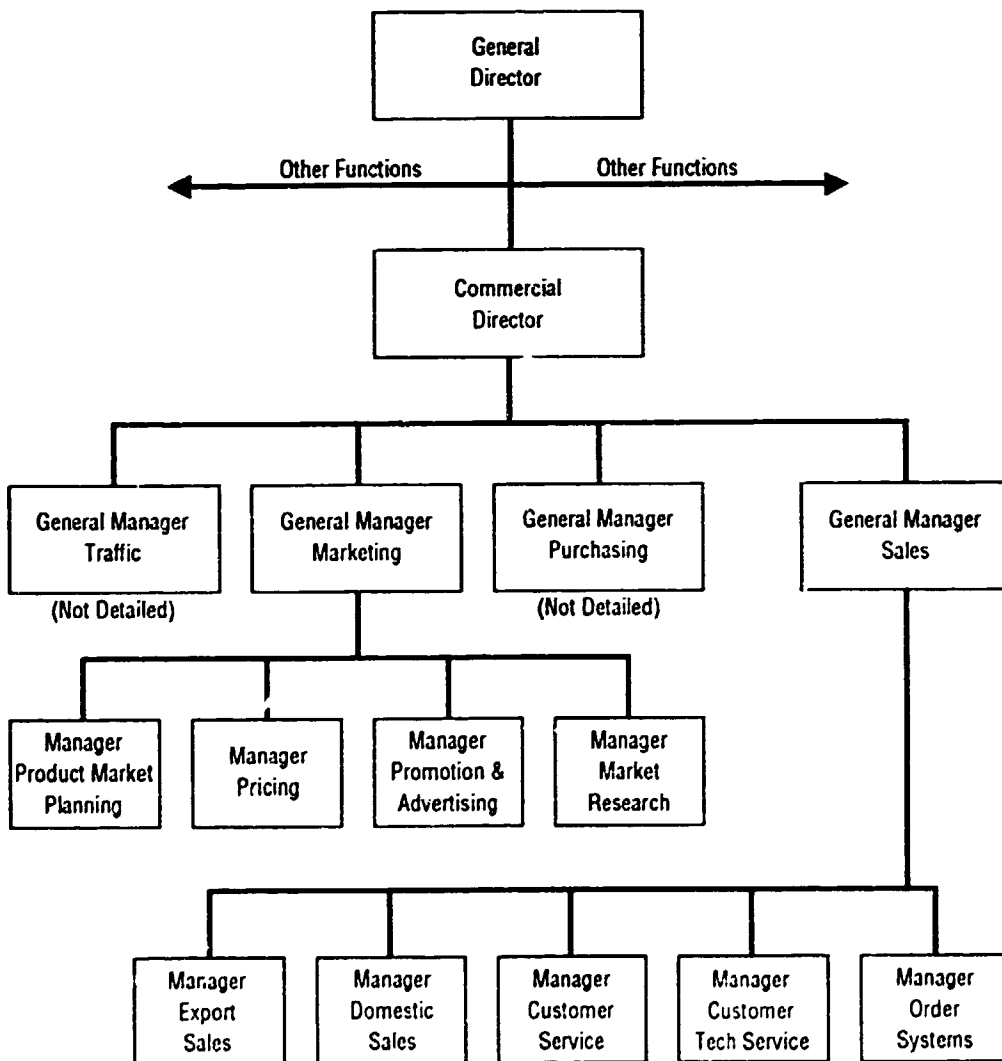 General
Director
Other Functions
Other Functions
Commercial
Director
General Manager
Traffic
(Not Detailed)
General Manager
Marketing
General Manager
Purchasing
(Not Detailed)
General Manager
Sales
Manager
Product Market
Planning
Manager
Pricing
Manager
Promotion &
Advertising
Manager
Market
Research
Manager
Export
Sales
Manager
Domestic
Sales
Manager
Customer
Service
Manager
Customer
Tech Service
Manager
Order
Systems